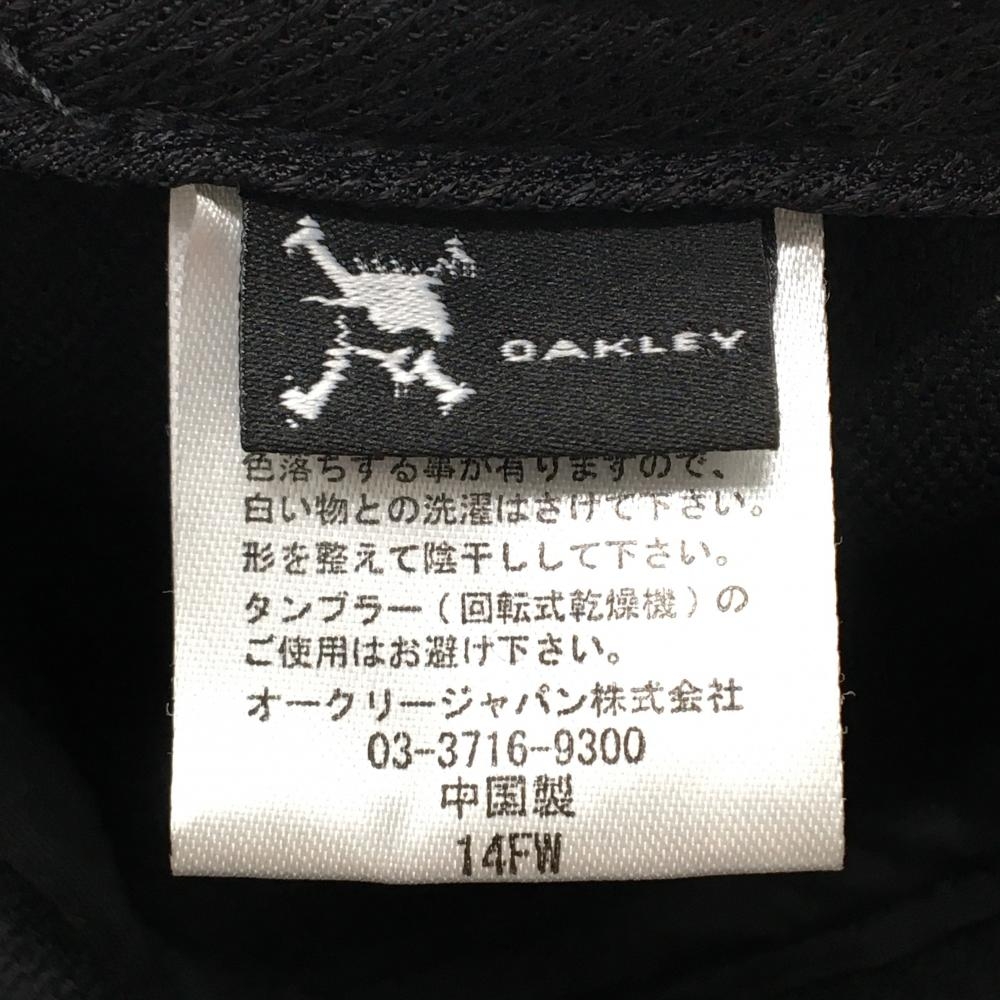 OAKLEY
色落ちする事が有りますので、
白い物との洗濯はさけて下さい。
形を整えて陰干しして下さい。
タンブラー(回転式乾燥機)の
ご使用はお避け下さい。
オークリージャパン株式会社
03-3716-9300
中国製
14FW